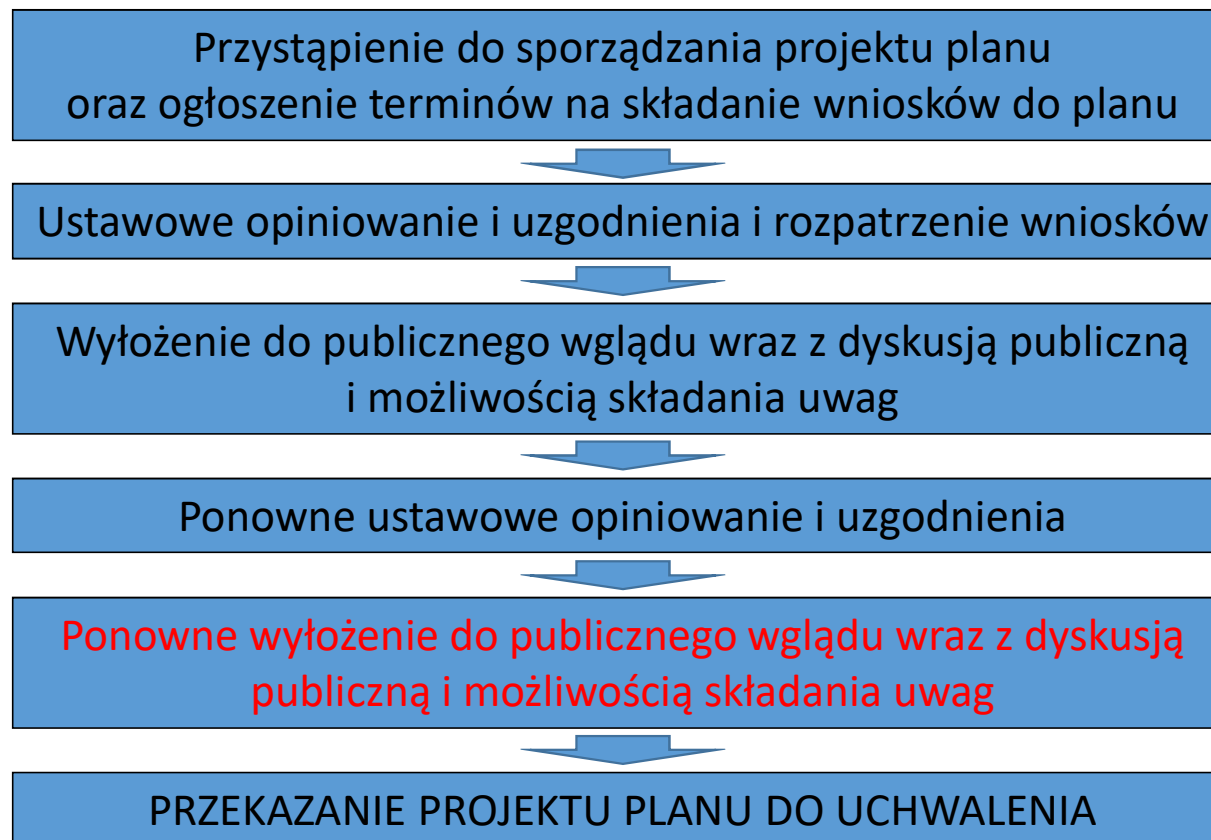 Przystąpienie do sporządzania projektu planu
oraz ogłoszenie terminów na składanie wniosków do planu
Ustawowe opiniowanie i uzgodnienia i rozpatrzenie wniosków
Wyłożenie do publicznego wglądu wraz z dyskusją publiczną
i możliwością składania uwag
Ponowne ustawowe opiniowanie i uzgodnienia
Ponowne wyłożenie do publicznego wglądu wraz z dyskusją
publiczną i możliwością składania uwag
PRZEKAZANIE PROJEKTU PLANU DO UCHWALENIA